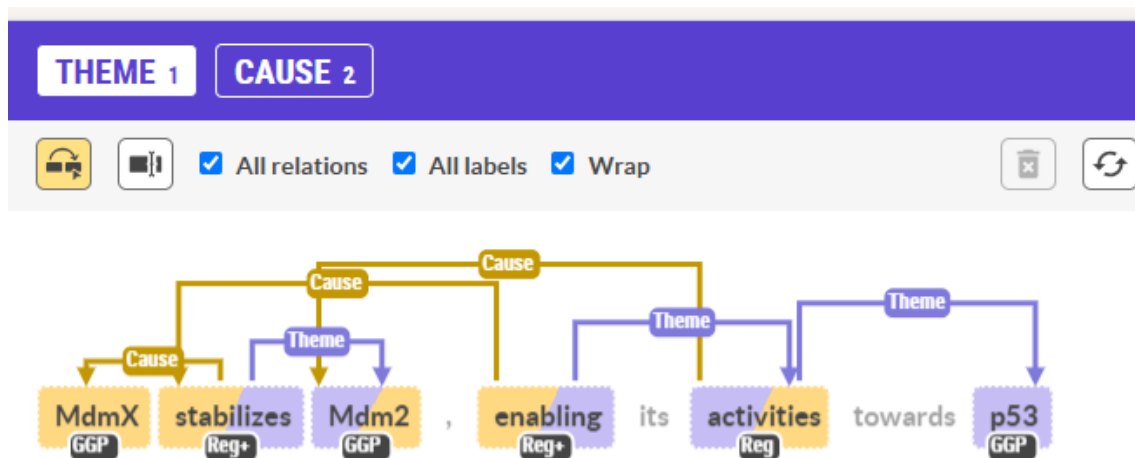 THEME 1 CAUSE 2
All relations All labels Wrap
Cause
Cause
Theme
Theme
Theme
Cause
MdmX stabilizes Mdm2 , enabling its activities towards p53
GGP Reg+ GGP Reg+ Reg GGP